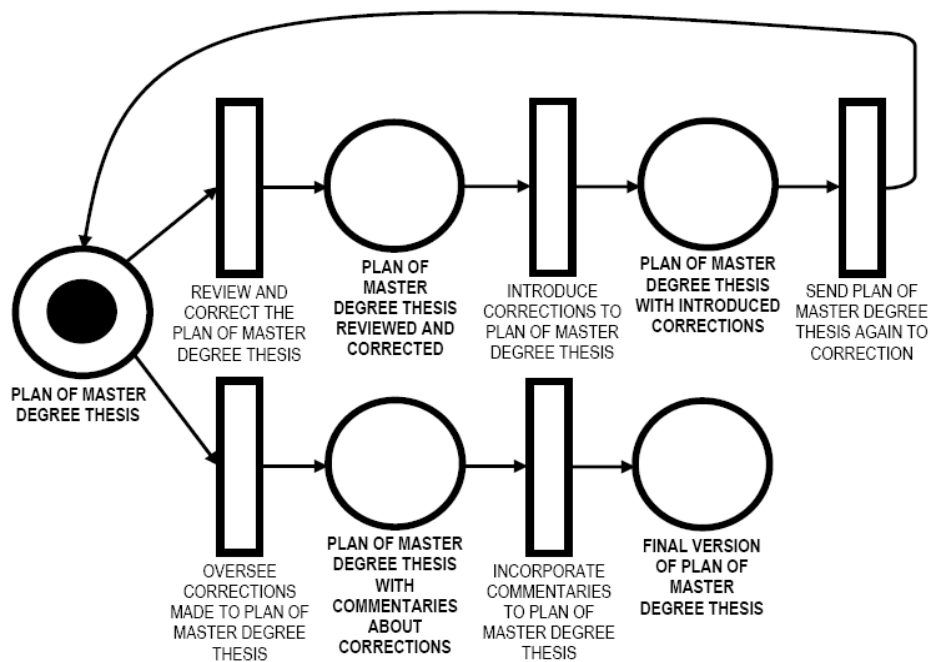 PLAN OF MASTER
DEGREE THESIS
REVIEW AND
CORRECT THE
PLAN OF MASTER
DEGREE THESIS
PLAN OF
MASTER
DEGREE THESIS
REVIEWED AND
CORRECTED
INTRODUCE
CORRECTIONS TO
PLAN OF MASTER
DEGREE THESIS
PLAN OF MASTER
DEGREE THESIS
WITH INTRODUCED
CORRECTIONS
SEND PLAN OF
MASTER DEGREE
THESIS AGAIN TO
CORRECTION
OVERSEE
CORRECTIONS
MADE TO PLAN OF
MASTER DEGREE
THESIS
PLAN OF MASTER
DEGREE THESIS
WITH
COMMENTARIES
ABOUT
CORRECTIONS
INCORPORATE
COMMENTARIES
TO PLAN OF
MASTER DEGREE
THESIS
FINAL VERSION
OF PLAN OF
MASTER
DEGREE THESIS